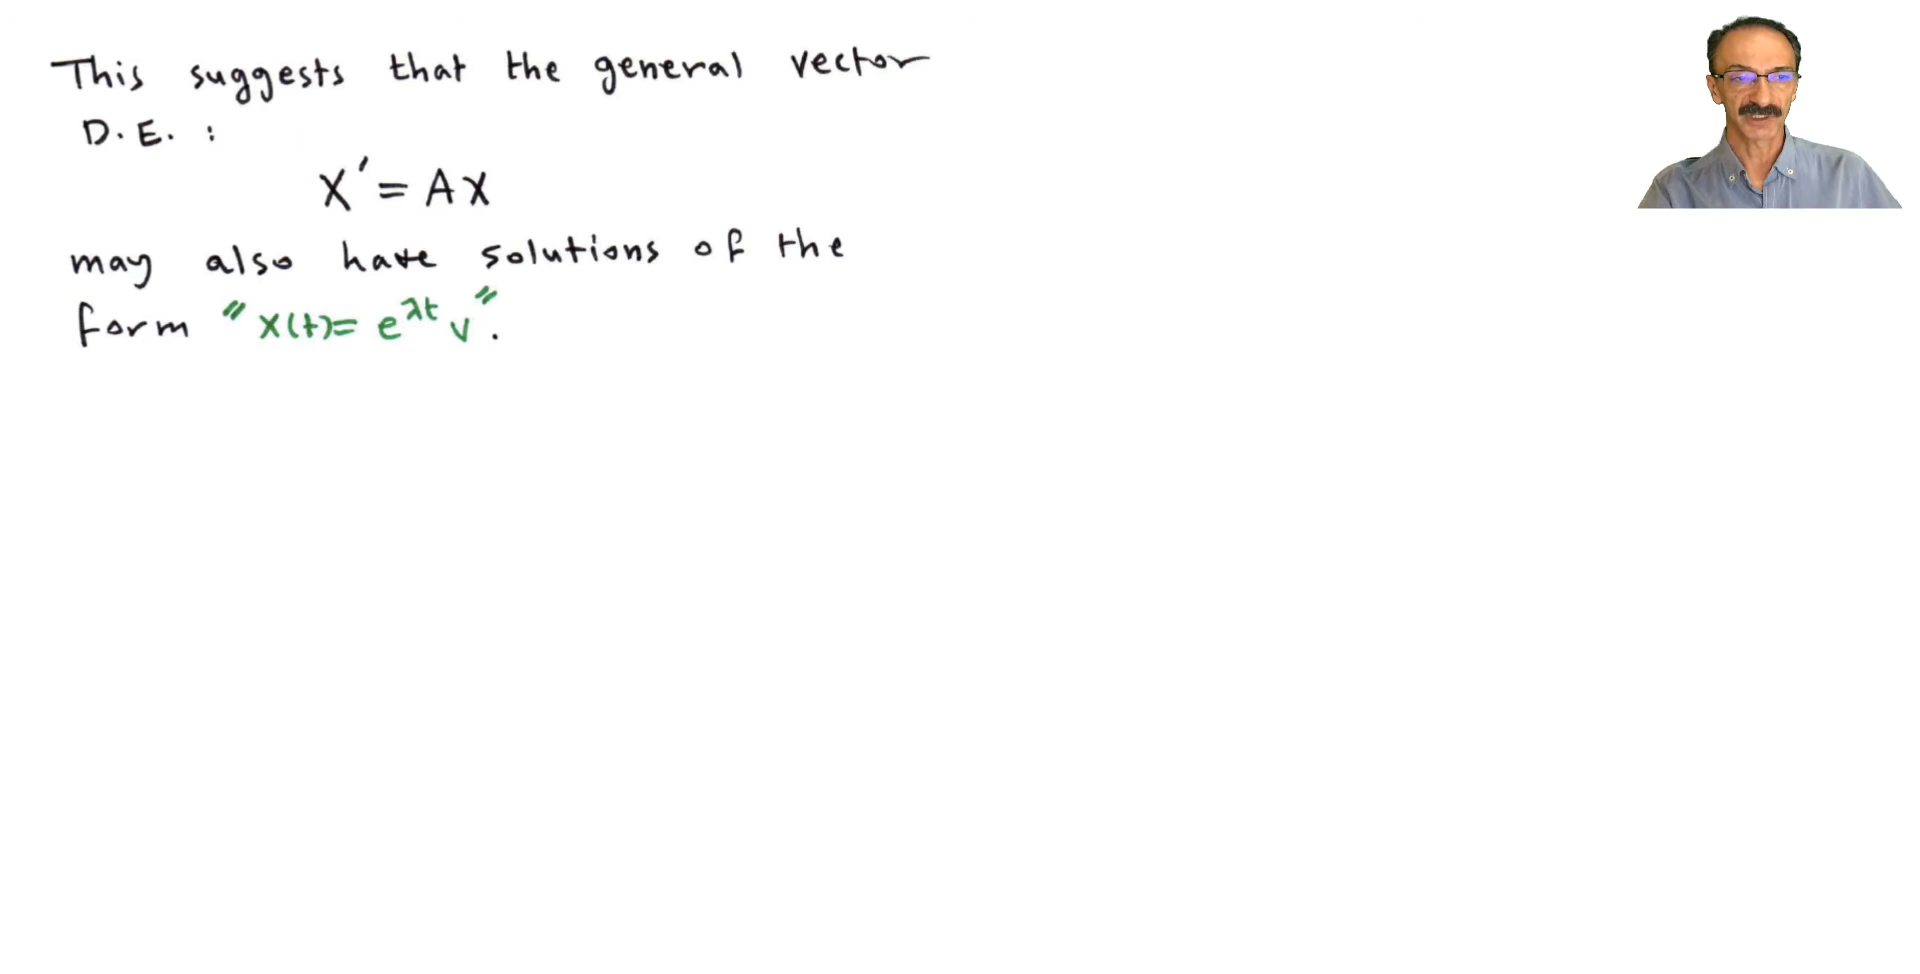 This suggests that the general vector
D.E. :
X′ = AX
may also have solutions of the
form " X(t)= e^λt v".